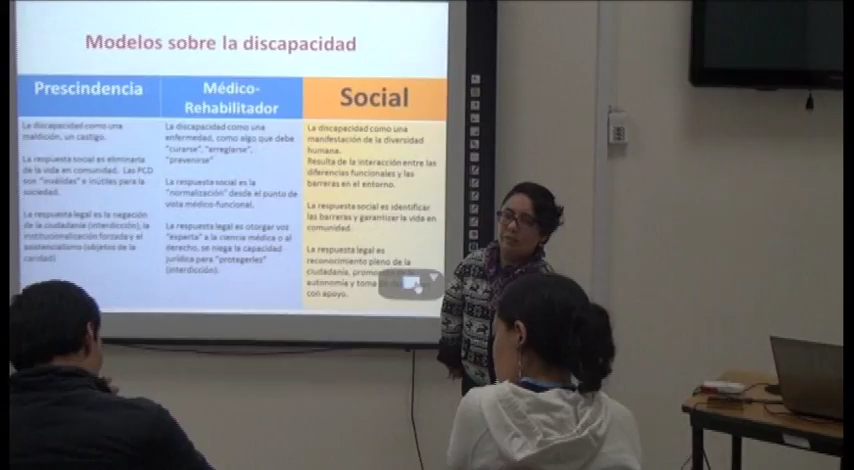 Modelos sobre la discapacidad
Prescindencia
La discapacidad como una
maldición, un castigo.
La respuesta social es eliminarla
de la vida en comunidad. Las PCD
son "inválidas" e inútiles para la
sociedad.
La respuesta legal es la negación
de la ciudadanía (interdicción), la
institucionalización forzada y el
asistencialismo (objetos de la
caridad)
Médico-
Rehabilitador
La discapacidad como una
enfermedad, como algo que debe
"curarse", "arreglarse",
"prevenirse"
La respuesta social es la
"normalización" desde el punto de
vista médico-funcional.
La respuesta legal es otorgar voz
"experta" a la ciencia médica o al
derecho, se niega la capacidad
jurídica para "protegerles"
(interdicción).
Social
La discapacidad como una
manifestación de la diversidad
humana.
Resulta de la interacción entre las
diferencias funcionales y las
barreras en el entorno.
La respuesta social es identificar
las barreras y garantizar la vida en
comunidad.
La respuesta legal es
reconocimiento pleno de la
ciudadanía,
autonomía y toma
con apoyo.